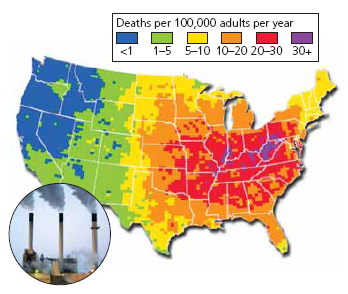 Deaths per 100,000 adults per year
<1 1–5 5–10 10–20 20–30 30+